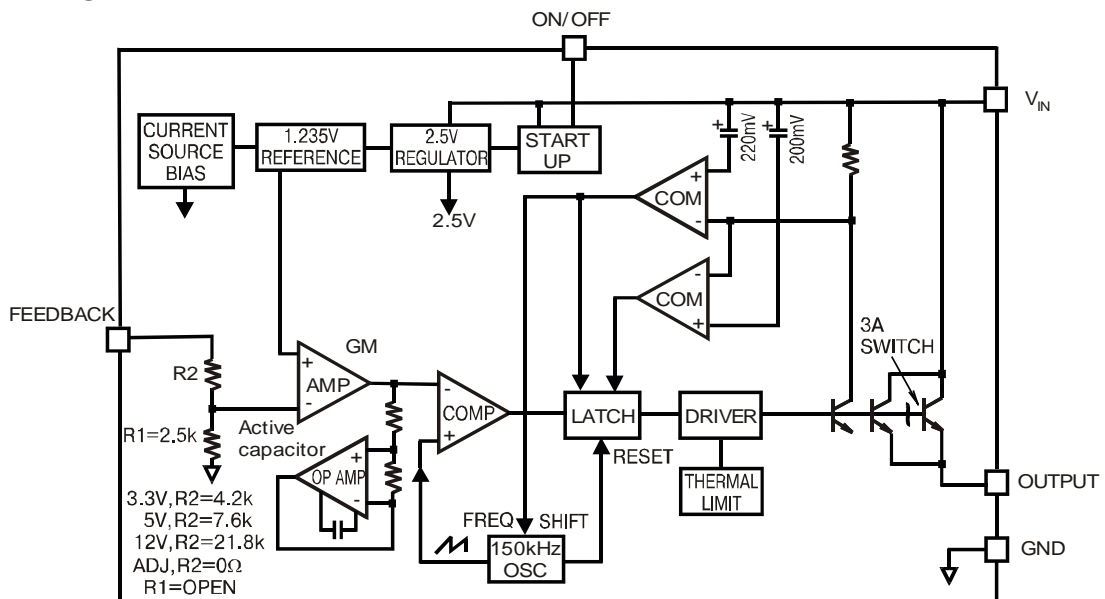 ON/OFF
V_IN
CURRENT
SOURCE
BIAS
1.235V
REFERENCE
2.5V
REGULATOR
START
UP
+
220mV
+
200mV
2.5V
+
COM
-
-
COM
+
FEEDBACK
3A
SWITCH
GM
R2
+
AMP
-
-
COMP
+
LATCH
DRIVER
R1=2.5k
Active
capacitor
RESET
+
OP AMP
-
THERMAL
LIMIT
OUTPUT
3.3V,R2=4.2k
5V,R2=7.6k
12V,R2=21.8k
ADJ,R2=0Ω
R1=OPEN
FREQ SHIFT
150kHz
OSC
GND